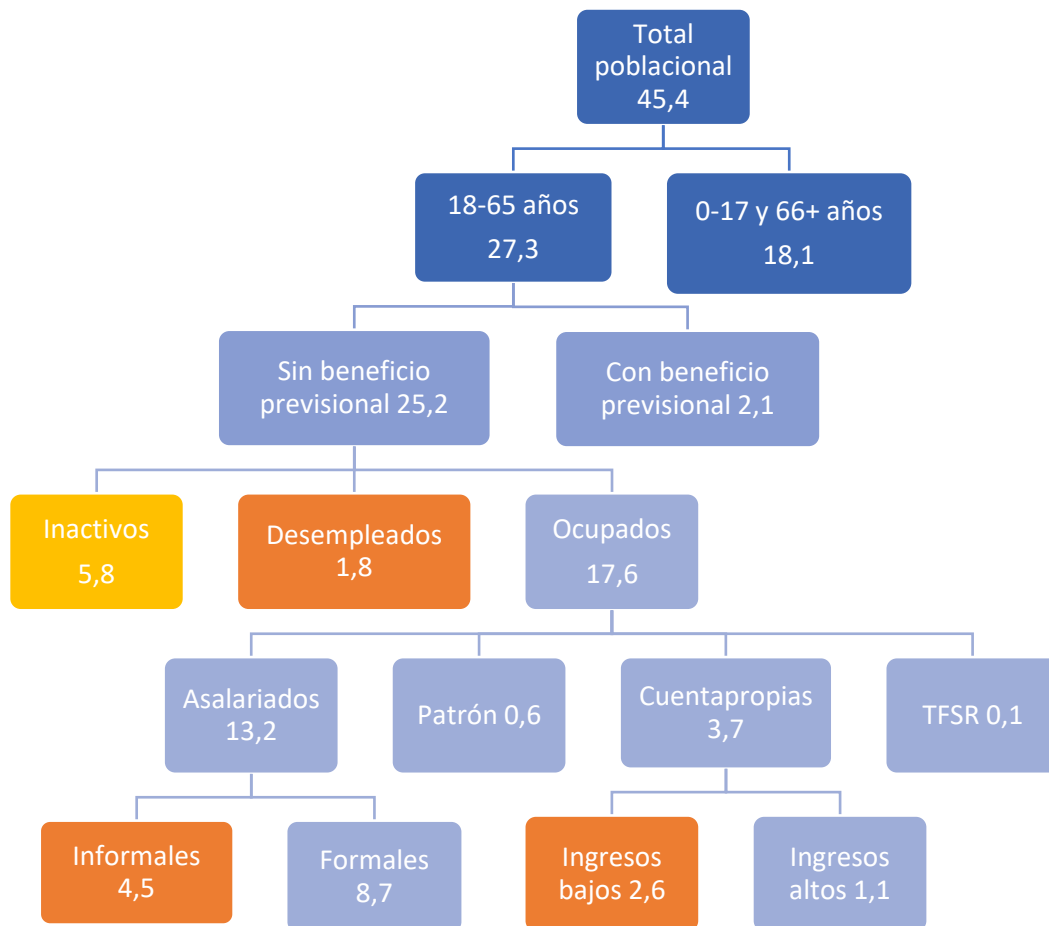 Total
poblacional
45,4
18-65 años
27,3
0-17 y 66+ años
18,1
Sin beneficio
previsional 25,2
Con beneficio
previsional 2,1
Inactivos
5,8
Desempleados
1,8
Ocupados
17,6
Asalariados
13,2
Patrón 0,6
Cuentapropias
3,7
TFSR 0,1
Informales
4,5
Formales
8,7
Ingresos
bajos 2,6
Ingresos
altos 1,1